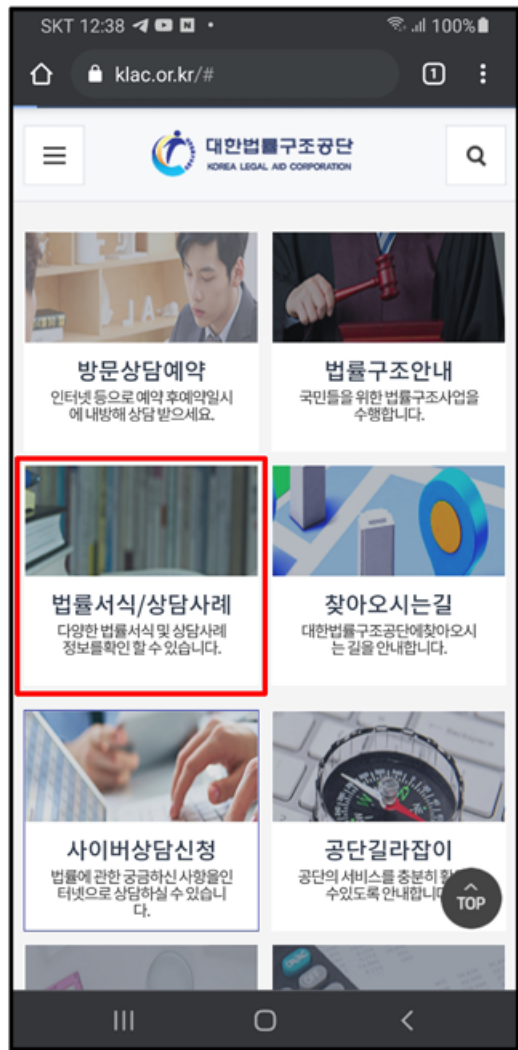 SKT 12:38 100%
klac.or.kr/#
1
대한법률구조공단
KOREA LEGAL AID CORPORATION
방문상담예약
인터넷 등으로 예약 후예약일시
에 내방해 상담 받으세요.
법률구조안내
국민들을 위한 법률구조사업을
수행합니다.
법률서식/상담사례
다양한 법률서식 및 상담사례
정보를확인 할 수 있습니다.
찾아오시는길
대한법률구조공단에찾아오시
는 길을 안내합니다.
사이버상담신청
법률에 관한 궁금하신 사항을인
터넷으로 상담하실 수 있습니
다.
공단길라잡이
공단의 서비스를 충분히
수있도록 안내합니
TOP